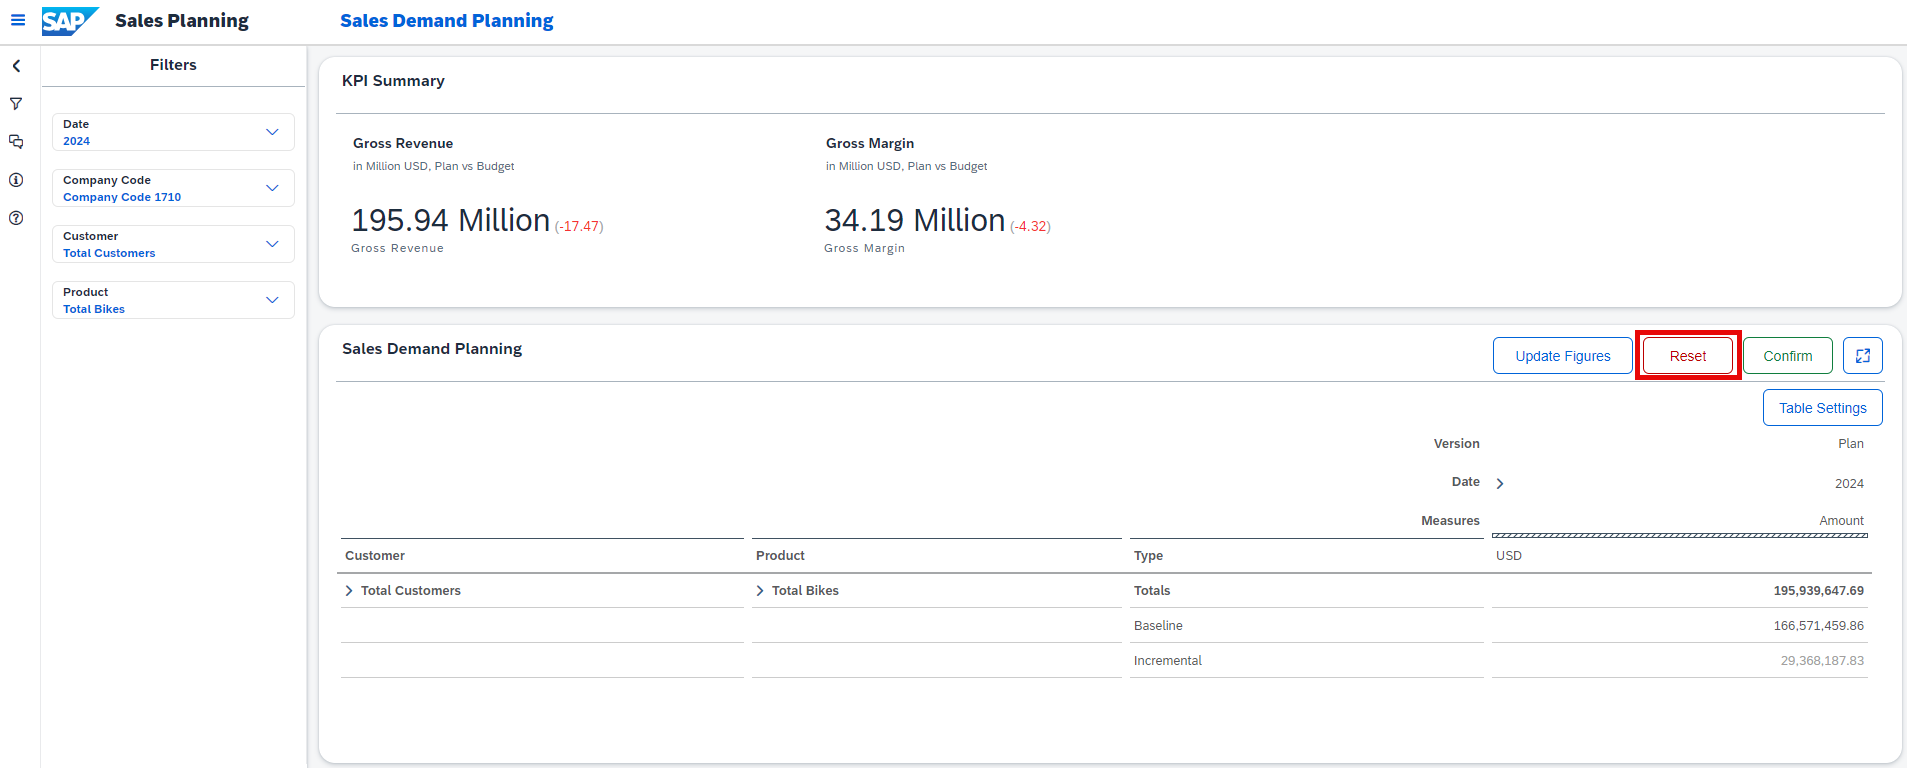 SAP Sales Planning Sales Demand Planning
Filters
Date
2024
Company Code
Company Code 1710
Customer
Total Customers
Product
Total Bikes
KPI Summary
Gross Revenue
in Million USD, Plan vs Budget
195.94 Million (-17.47)
Gross Revenue
Gross Margin
in Million USD, Plan vs Budget
34.19 Million (-4.32)
Gross Margin
Sales Demand Planning
Update Figures Reset Confirm
Table Settings
Version Plan
Date 2024
Measures Amount
Customer Product Type USD
Total Customers Total Bikes Totals 195,939,647.69
Baseline 166,571,459.86
Incremental 29,368,187.83